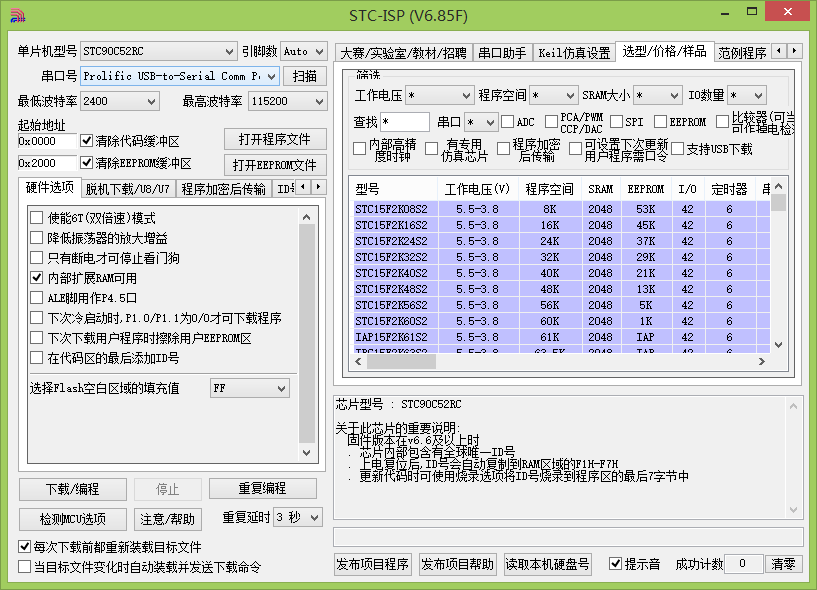 STC-ISP (V6.85F)
单片机型号 STC90C52RC 引脚数 Auto
串口号 Prolific USB-to-Serial Comm P 扫描
最低波特率 2400 最高波特率 115200
起始地址
0x0000 清除代码缓冲区 打开程序文件
0x2000 清除EEPROM缓冲区 打开EEPROM文件
硬件选项 脱机下载/U8/U7 程序加密后传输 ID号
使能6T(双倍速)模式
降低振荡器的放大增益
只有断电才可停止看门狗
内部扩展RAM可用
ALE脚用作P4.5口
下次冷启动时,P1.0/P1.1为0/0才可下载程序
下次下载用户程序时擦除用户EEPROM区
在代码区的最后添加ID号
选择Flash空白区域的填充值 FF
下载/编程 停止 重复编程
检测MCU选项 注意/帮助 重复延时 3 秒
每次下载前都重新装载目标文件
当目标文件变化时自动装载并发送下载命令
大赛/实验室/教材/招聘 串口助手 Keil仿真设置 选型/价格/样品 范例程序
筛选
工作电压 * 程序空间 * SRAM大小 * IO数量 *
查找 * 串口 * ADC PCA/PWM CCP/DAC SPI EEPROM 比较器(可当 可作掉电检
内部高精度时钟 有专用仿真芯片 程序加密后传输 可设置下次更新用户程序需口令 支持USB下载
型号 工作电压(V) 程序空间 SRAM EEPROM I/O 定时器 串
STC15F2K08S2 5.5-3.8 8K 2048 53K 42 6
STC15F2K16S2 5.5-3.8 16K 2048 45K 42 6
STC15F2K24S2 5.5-3.8 24K 2048 37K 42 6
STC15F2K32S2 5.5-3.8 32K 2048 29K 42 6
STC15F2K40S2 5.5-3.8 40K 2048 21K 42 6
STC15F2K48S2 5.5-3.8 48K 2048 13K 42 6
STC15F2K56S2 5.5-3.8 56K 2048 5K 42 6
STC15F2K60S2 5.5-3.8 60K 2048 1K 42 6
IAP15F2K61S2 5.5-3.8 61K 2048 IAP 42 6
IRC15F2K63S2 5.5-3.8 63.5K 2048 IAP 42 6
芯片型号 : STC90C52RC
关于此芯片的重要说明:
固件版本在v6.6及以上时
. 芯片内部包含有全球唯一ID号
. 上电复位后,ID号会自动复制到RAM区域的F1H-F7H
. 更新代码时可使用烧录选项将ID号烧录到程序区的最后7字节中
发布项目程序 发布项目帮助 读取本机硬盘号 提示音 成功计数 0 清零